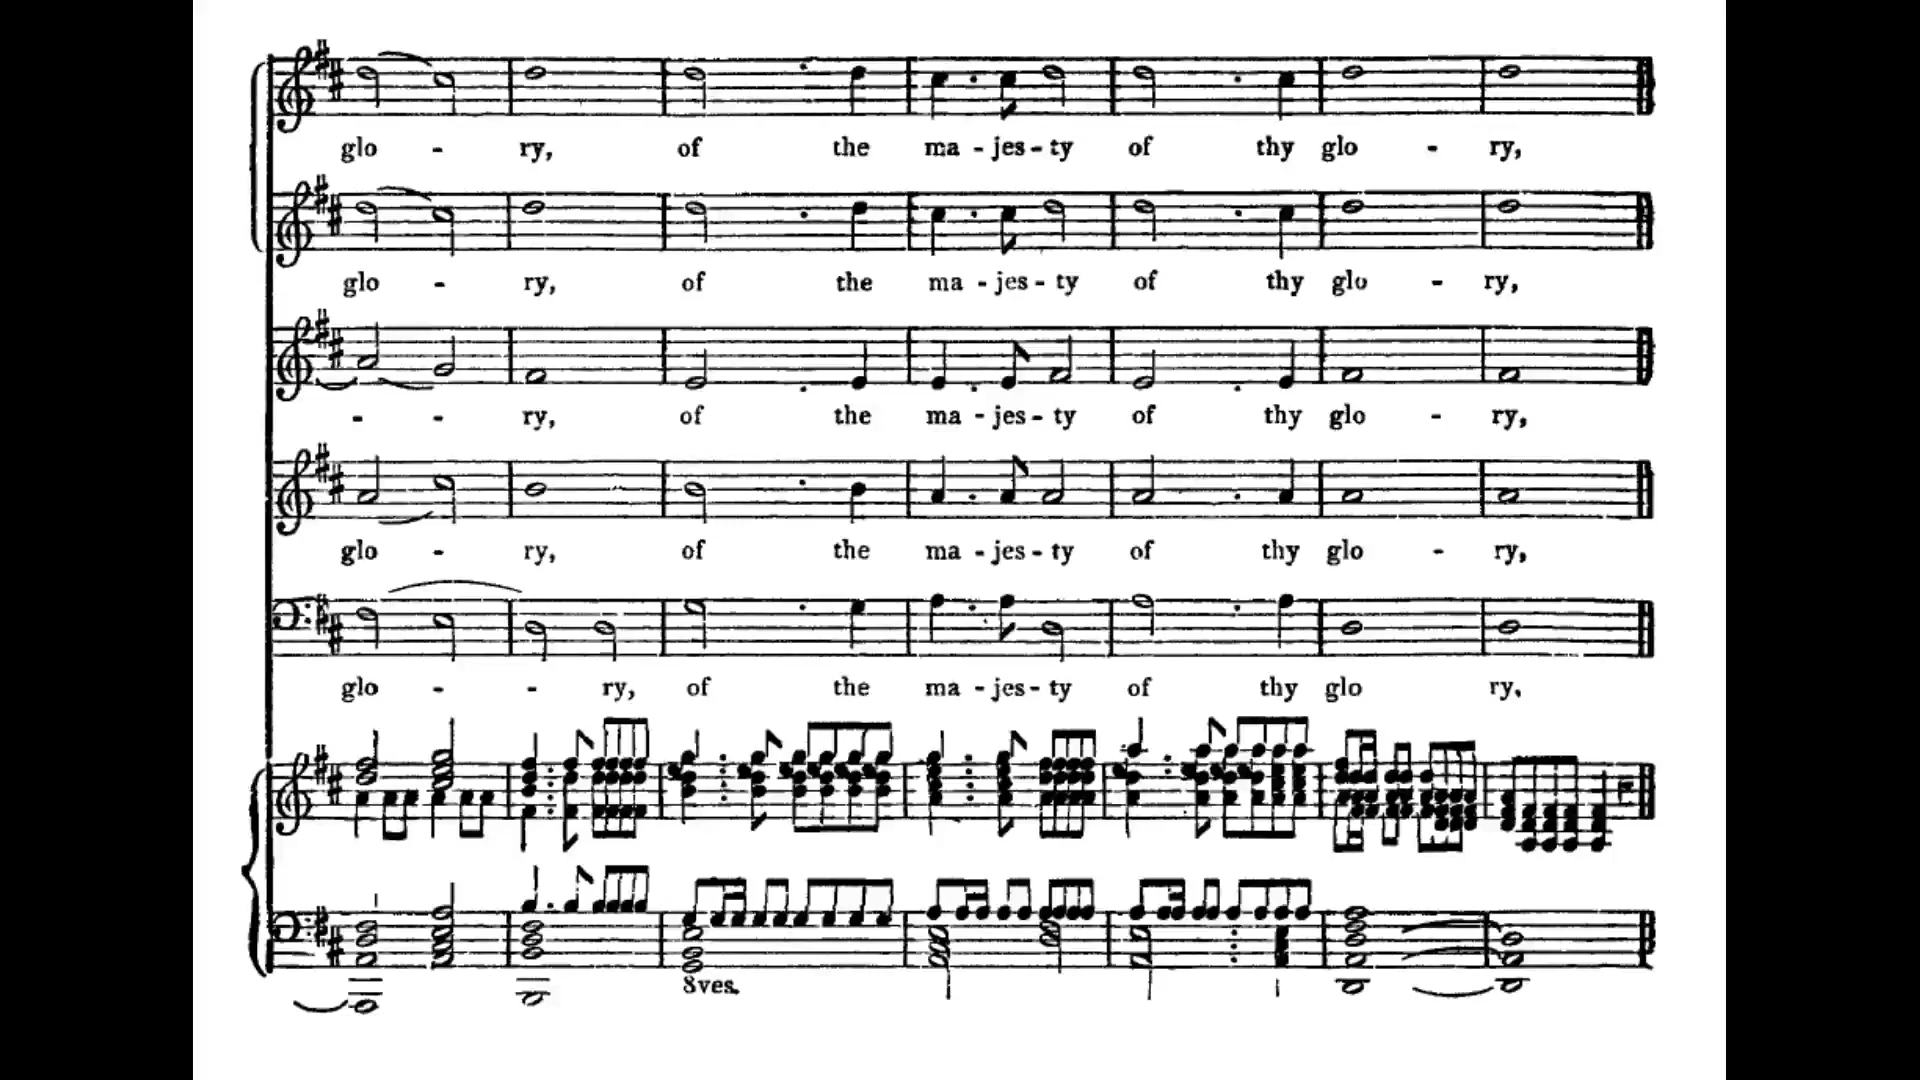 glo - ry, of the ma - jes - ty of thy glo - ry,
glo - ry, of the ma - jes - ty of thy glo - ry,
- - ry, of the ma - jes - ty of thy glo - ry,
glo - ry, of the ma - jes - ty of thy glo - ry,
glo - - ry, of the ma - jes - ty of thy glo ry,
8ves.